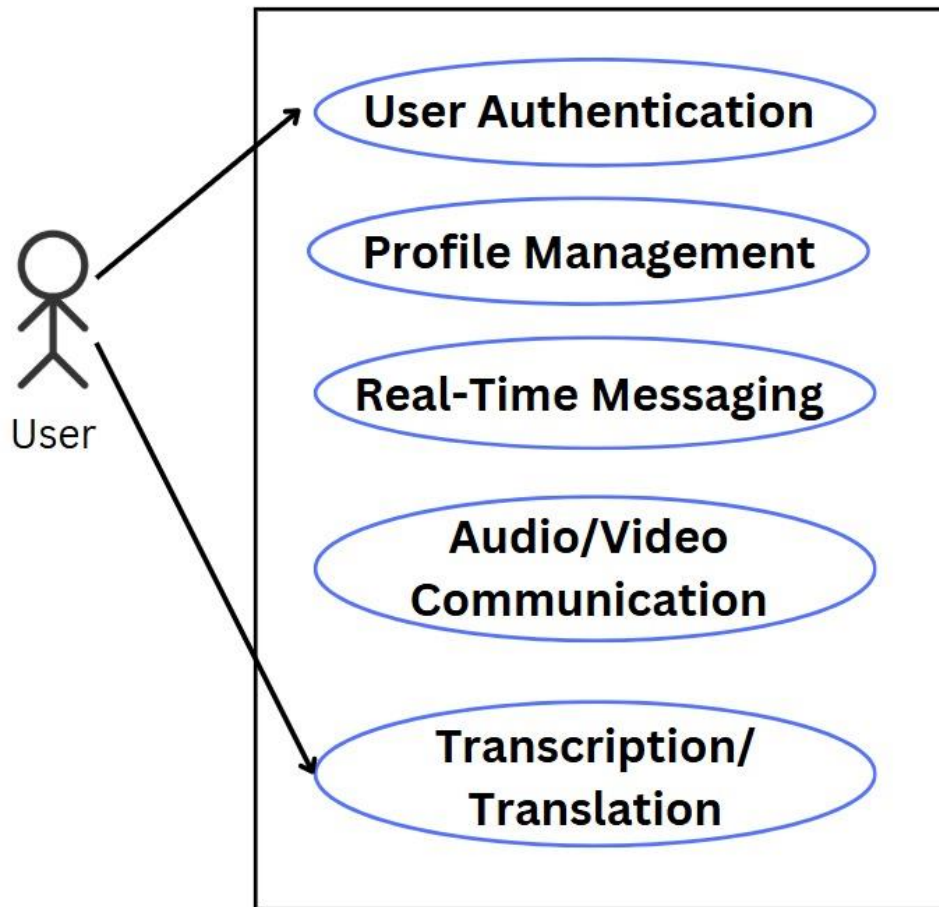 User Authentication
Profile Management
Real-Time Messaging
User
Audio/Video
Communication
Transcription/
Translation